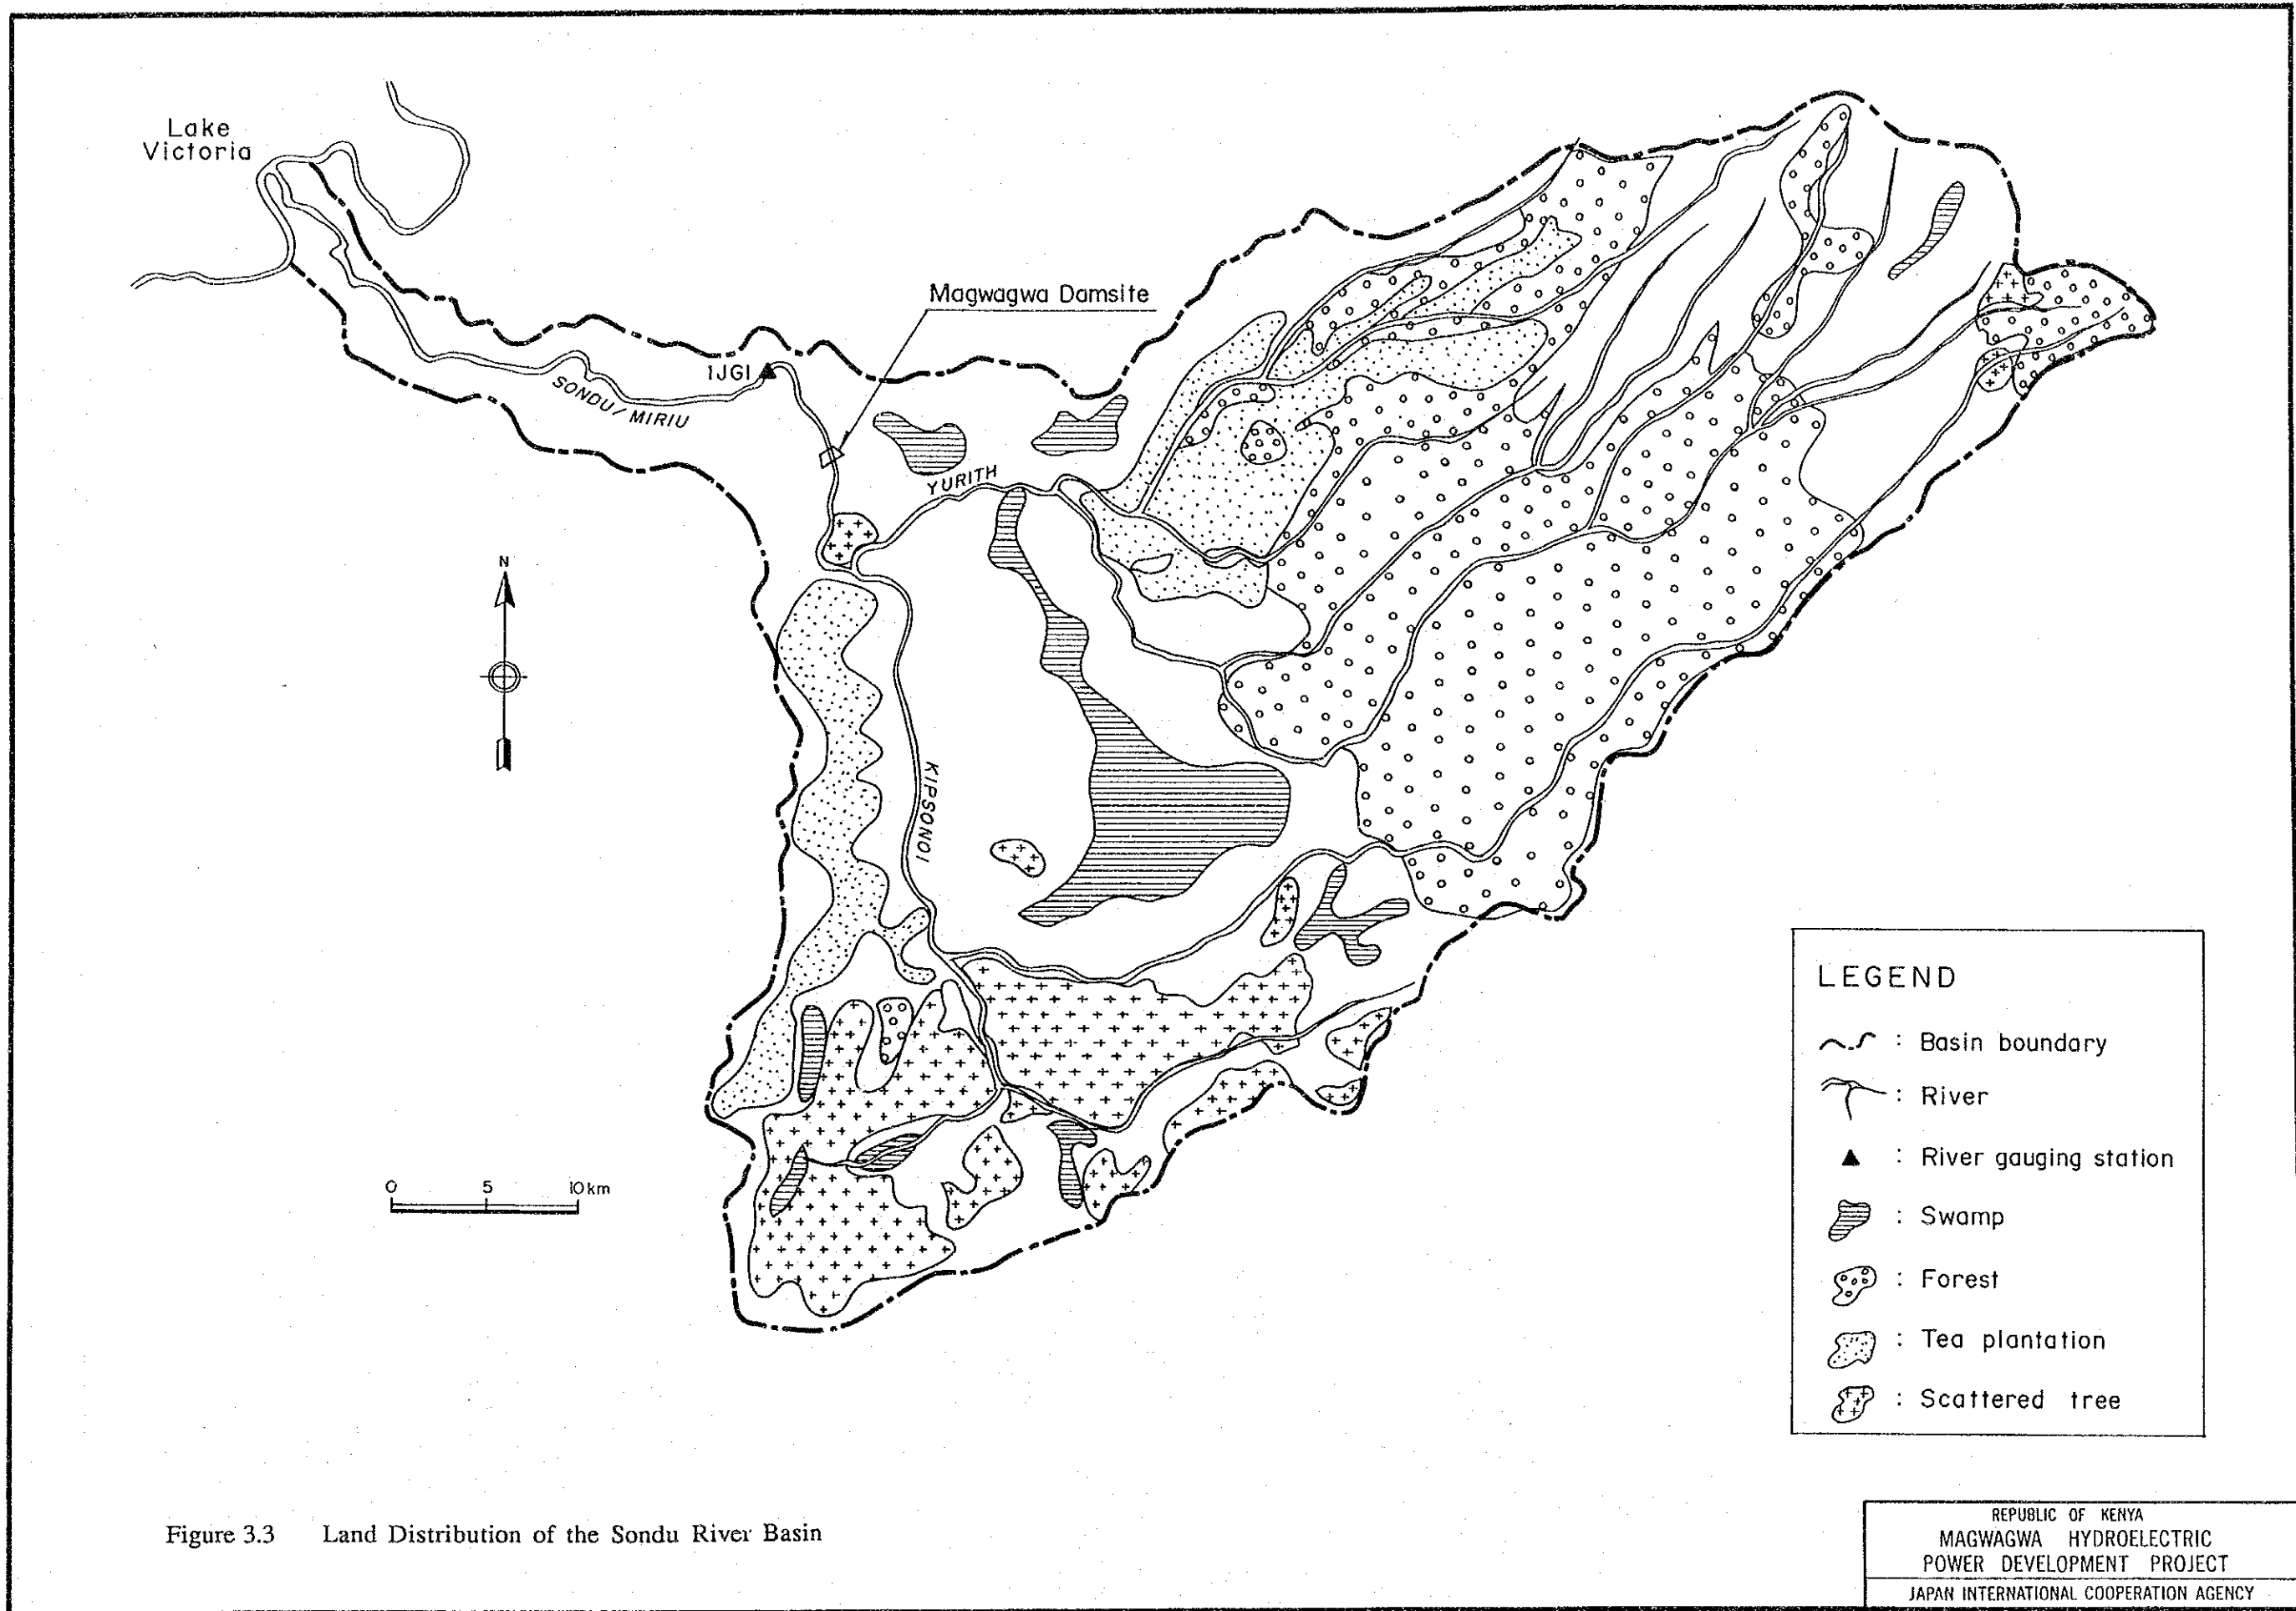 Lake
Victoria
Magwagwa Damsite
1JG1
SONDU/MIRIU
YURITH
N
KIPSONOI
0 5 10km
LEGEND
: Basin boundary
: River
: River gauging station
: Swamp
: Forest
: Tea plantation
: Scattered tree
Figure 3.3 Land Distribution of the Sondu River Basin
REPUBLIC OF KENYA
MAGWAGWA HYDROELECTRIC
POWER DEVELOPMENT PROJECT
JAPAN INTERNATIONAL COOPERATION AGENCY